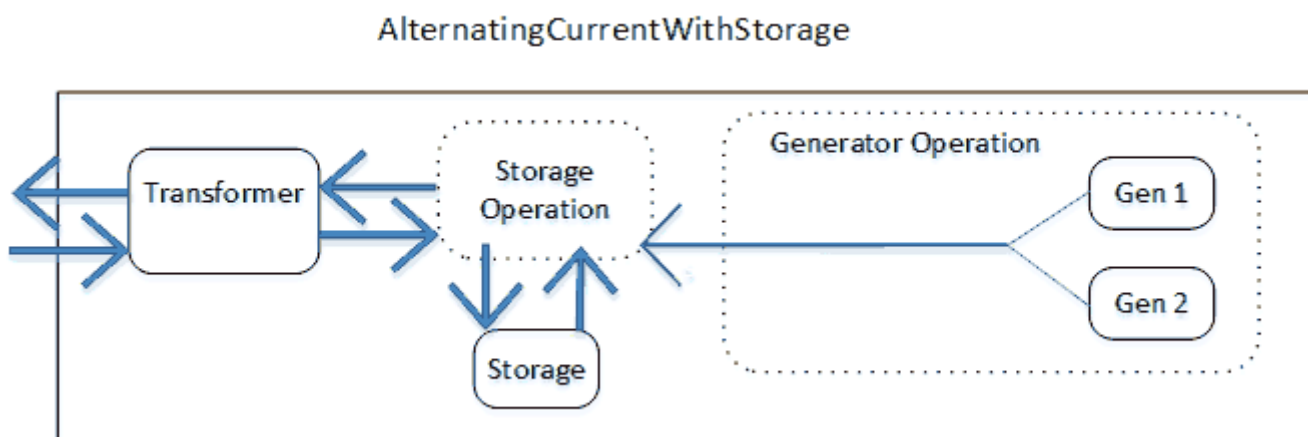 AlternatingCurrentWithStorage
Transformer
Storage
Operation
Storage
Generator Operation
Gen 1
Gen 2